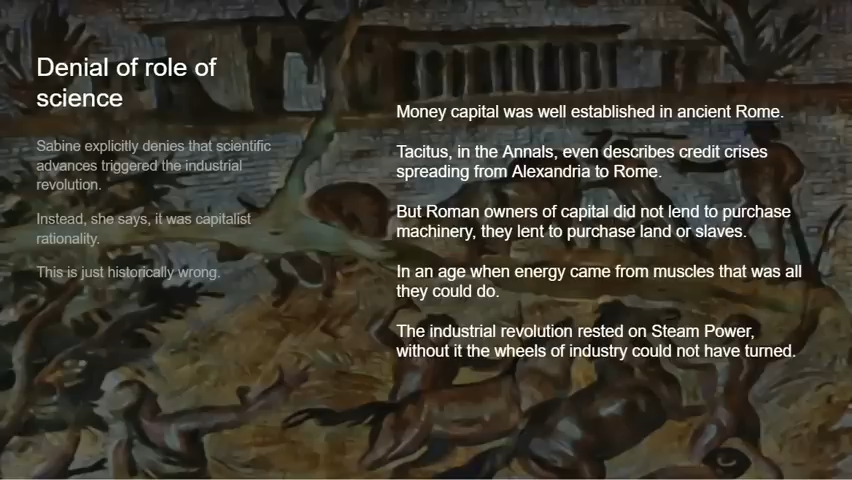 Denial of role of
science
Sabine explicitly denies that scientific
advances triggered the industrial
revolution.
Instead, she says, it was capitalist
rationality.
This is just historically wrong.
Money capital was well established in ancient Rome.
Tacitus, in the Annals, even describes credit crises
spreading from Alexandria to Rome.
But Roman owners of capital did not lend to purchase
machinery, they lent to purchase land or slaves.
In an age when energy came from muscles that was all
they could do.
The industrial revolution rested on Steam Power,
without it the wheels of industry could not have turned.